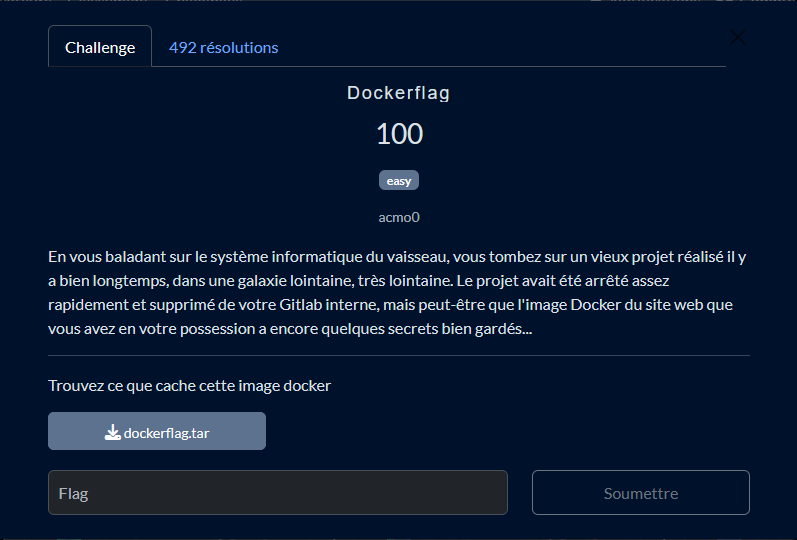 Challenge
492 résolutions
Dockerflag
100
easy
acmo0
En vous baladant sur le système informatique du vaisseau, vous tombez sur un vieux projet réalisé il y
a bien longtemps, dans une galaxie lointaine, très lointaine. Le projet avait été arrêté assez
rapidement et supprimé de votre Gitlab interne, mais peut-être que l'image Docker du site web que
vous avez en votre possession a encore quelques secrets bien gardés...
Trouvez ce que cache cette image docker
dockerflag.tar
Flag
Soumettre